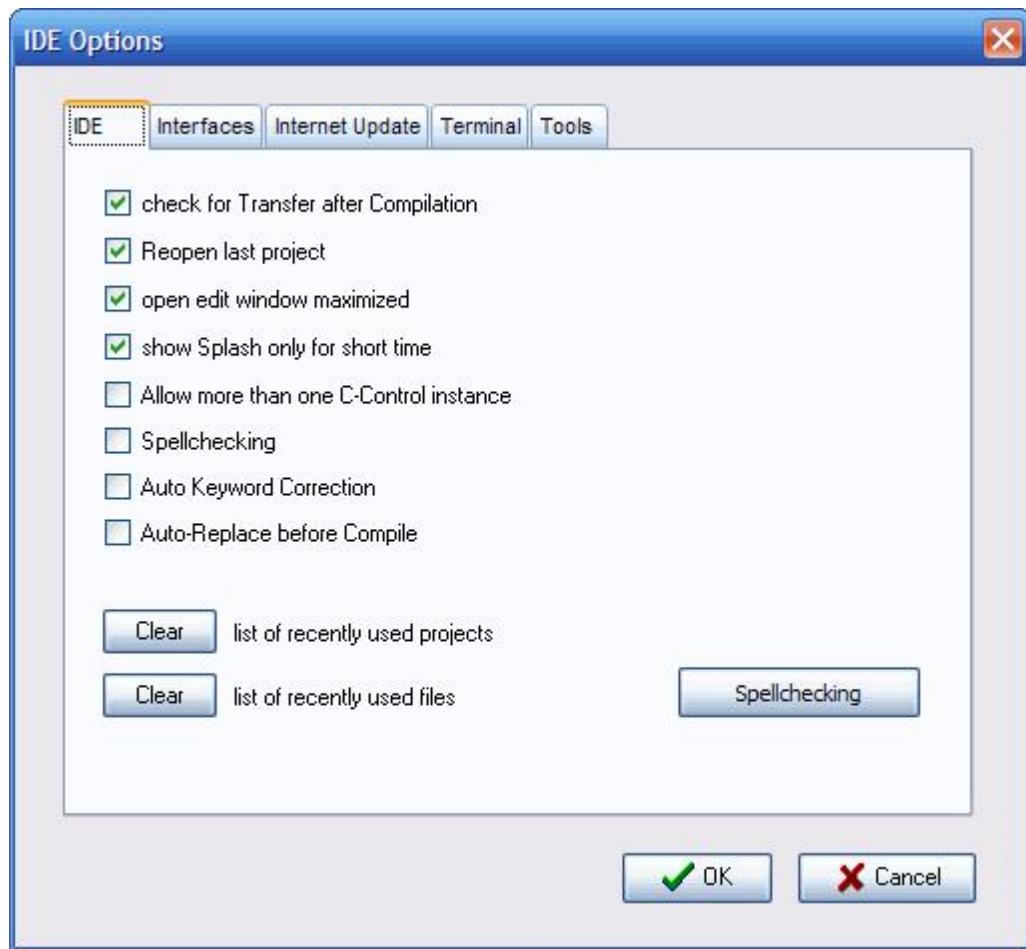 IDE Options
IDE Interfaces Internet Update Terminal Tools
check for Transfer after Compilation
Reopen last project
open edit window maximized
show Splash only for short time
Allow more than one C-Control instance
Spellchecking
Auto Keyword Correction
Auto-Replace before Compile
Clear list of recently used projects
Clear list of recently used files
Spellchecking
OK Cancel